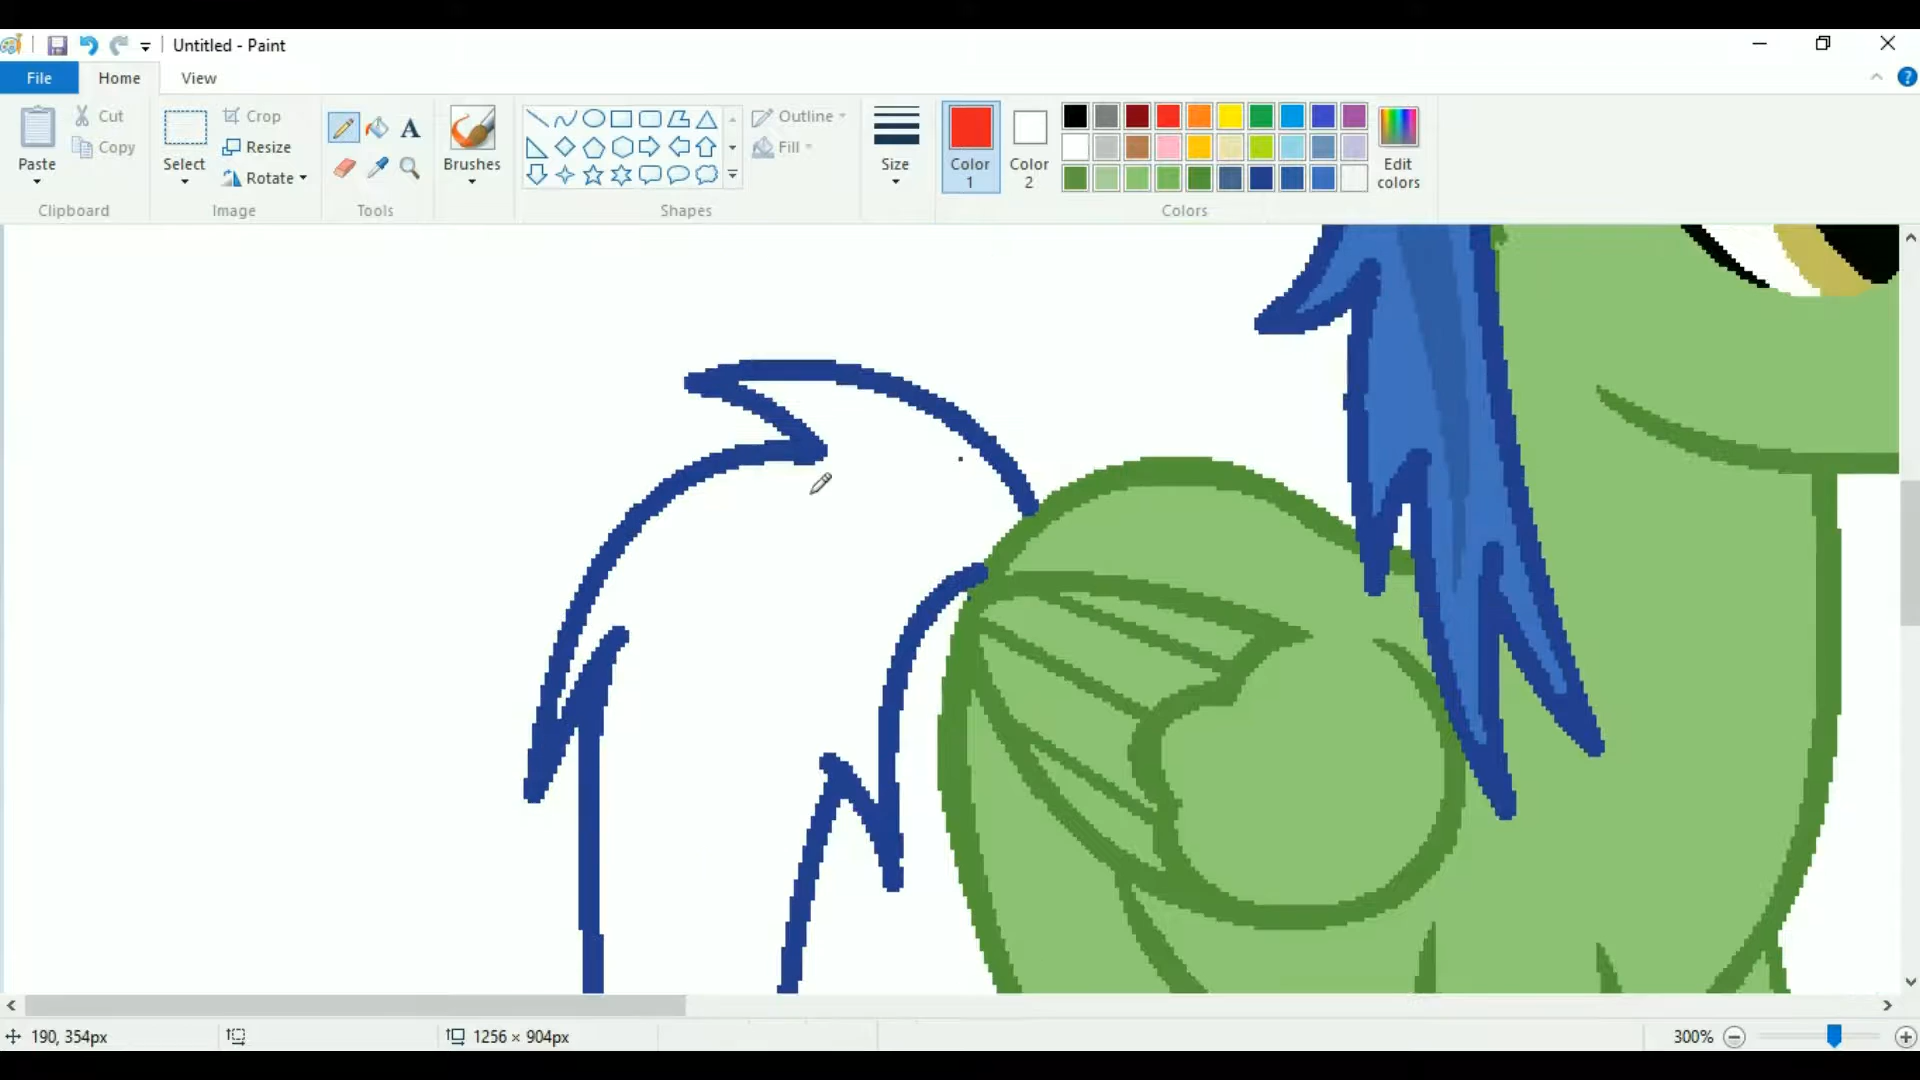 Untitled - Paint
File Home View
Paste
Cut
Copy
Clipboard
Select
Crop
Resize
Rotate
Image
A
Tools
Brushes
Shapes
Outline
Fill
Size
Color 1
Color 2
Colors
Edit colors
190, 354px
1256 × 904px
300%